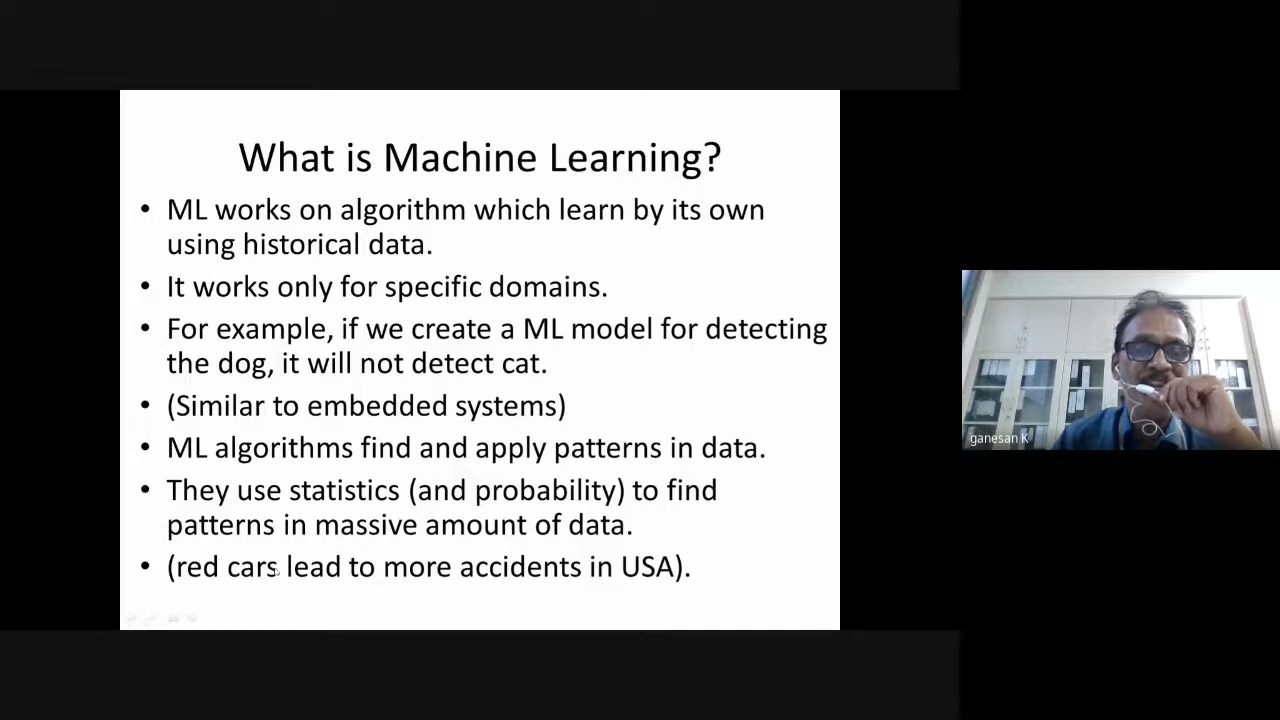 What is Machine Learning?
• ML works on algorithm which learn by its own
using historical data.
• It works only for specific domains.
• For example, if we create a ML model for detecting
the dog, it will not detect cat.
• (Similar to embedded systems)
• ML algorithms find and apply patterns in data.
• They use statistics (and probability) to find
patterns in massive amount of data.
• (red cars lead to more accidents in USA).
ganesan K